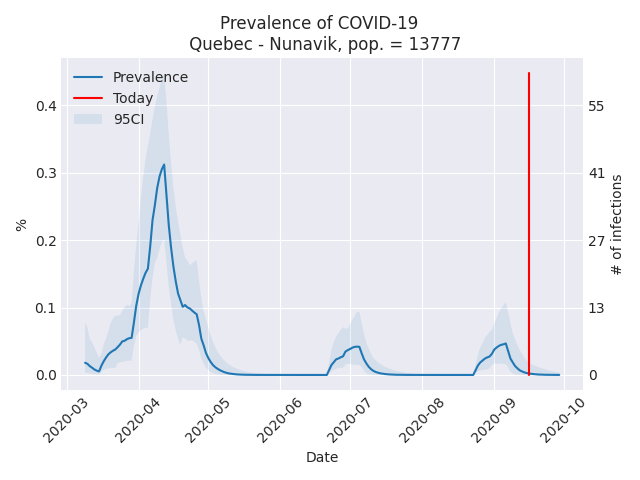 Prevalence of COVID-19
Quebec - Nunavik, pop. = 13777
Prevalence
Today
95CI
0.4
0.3
0.2
0.1
0.0
%
55
41
27
13
0
# of infections
2020-03
2020-04
2020-05
2020-06
2020-07
2020-08
2020-09
2020-10
Date